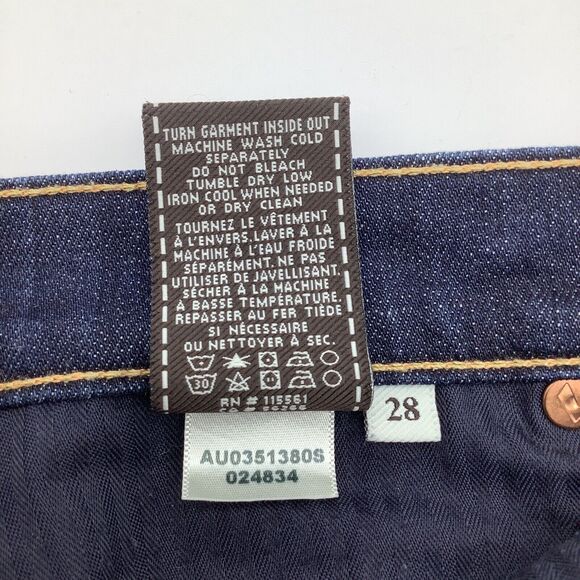 TURN GARMENT INSIDE OUT
MACHINE WASH COLD
SEPARATELY
DO NOT BLEACH
TUMBLE DRY LOW
IRON COOL WHEN NEEDED
OR DRY CLEAN
TOURNEZ LE VÊTEMENT
À L'ENVERS. LAVER À LA
MACHINE À L'EAU FROIDE
SÉPARÉMENT. NE PAS
UTILISER DE JAVELLISANT.
SÉCHER À LA MACHINE
À BASSE TEMPÉRATURE.
REPASSER AU FER TIÈDE
SI NÉCESSAIRE
OU NETTOYER À SEC.
30
RN # 115561
28
AU0351380S
024834